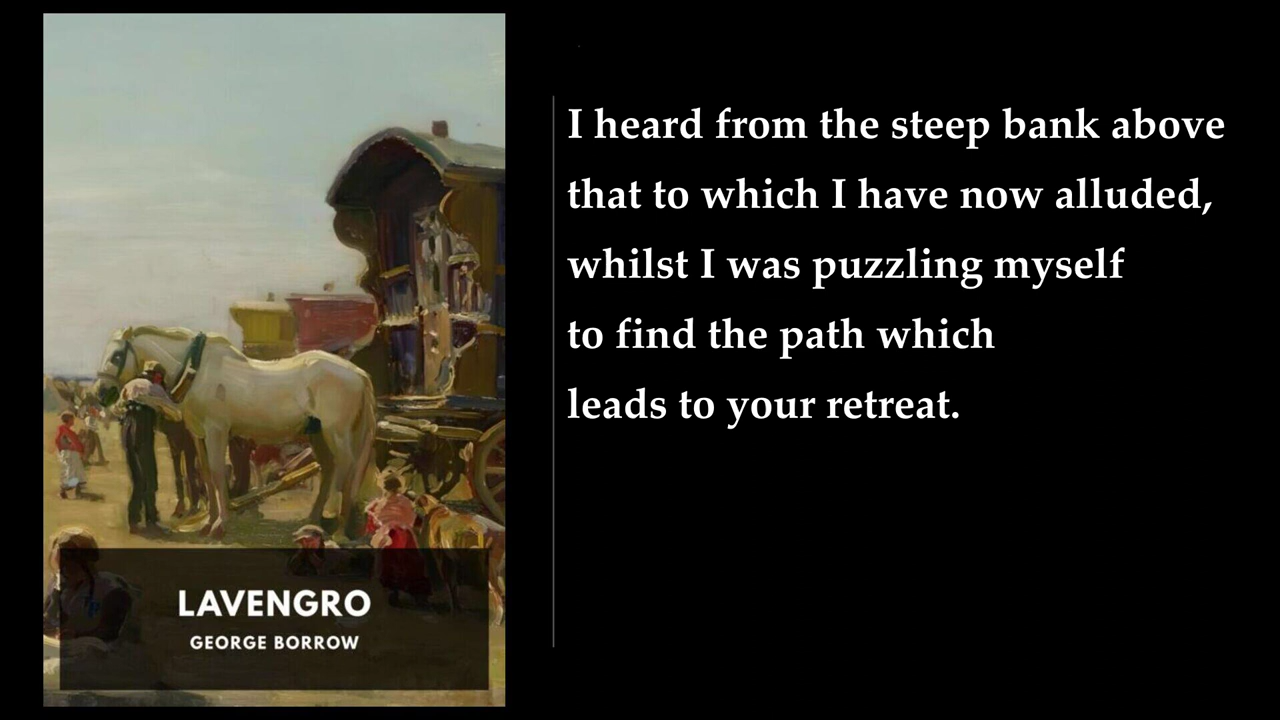 LAVENGRO
GEORGE BORROW
I heard from the steep bank above
that to which I have now alluded,
whilst I was puzzling myself
to find the path which
leads to your retreat.